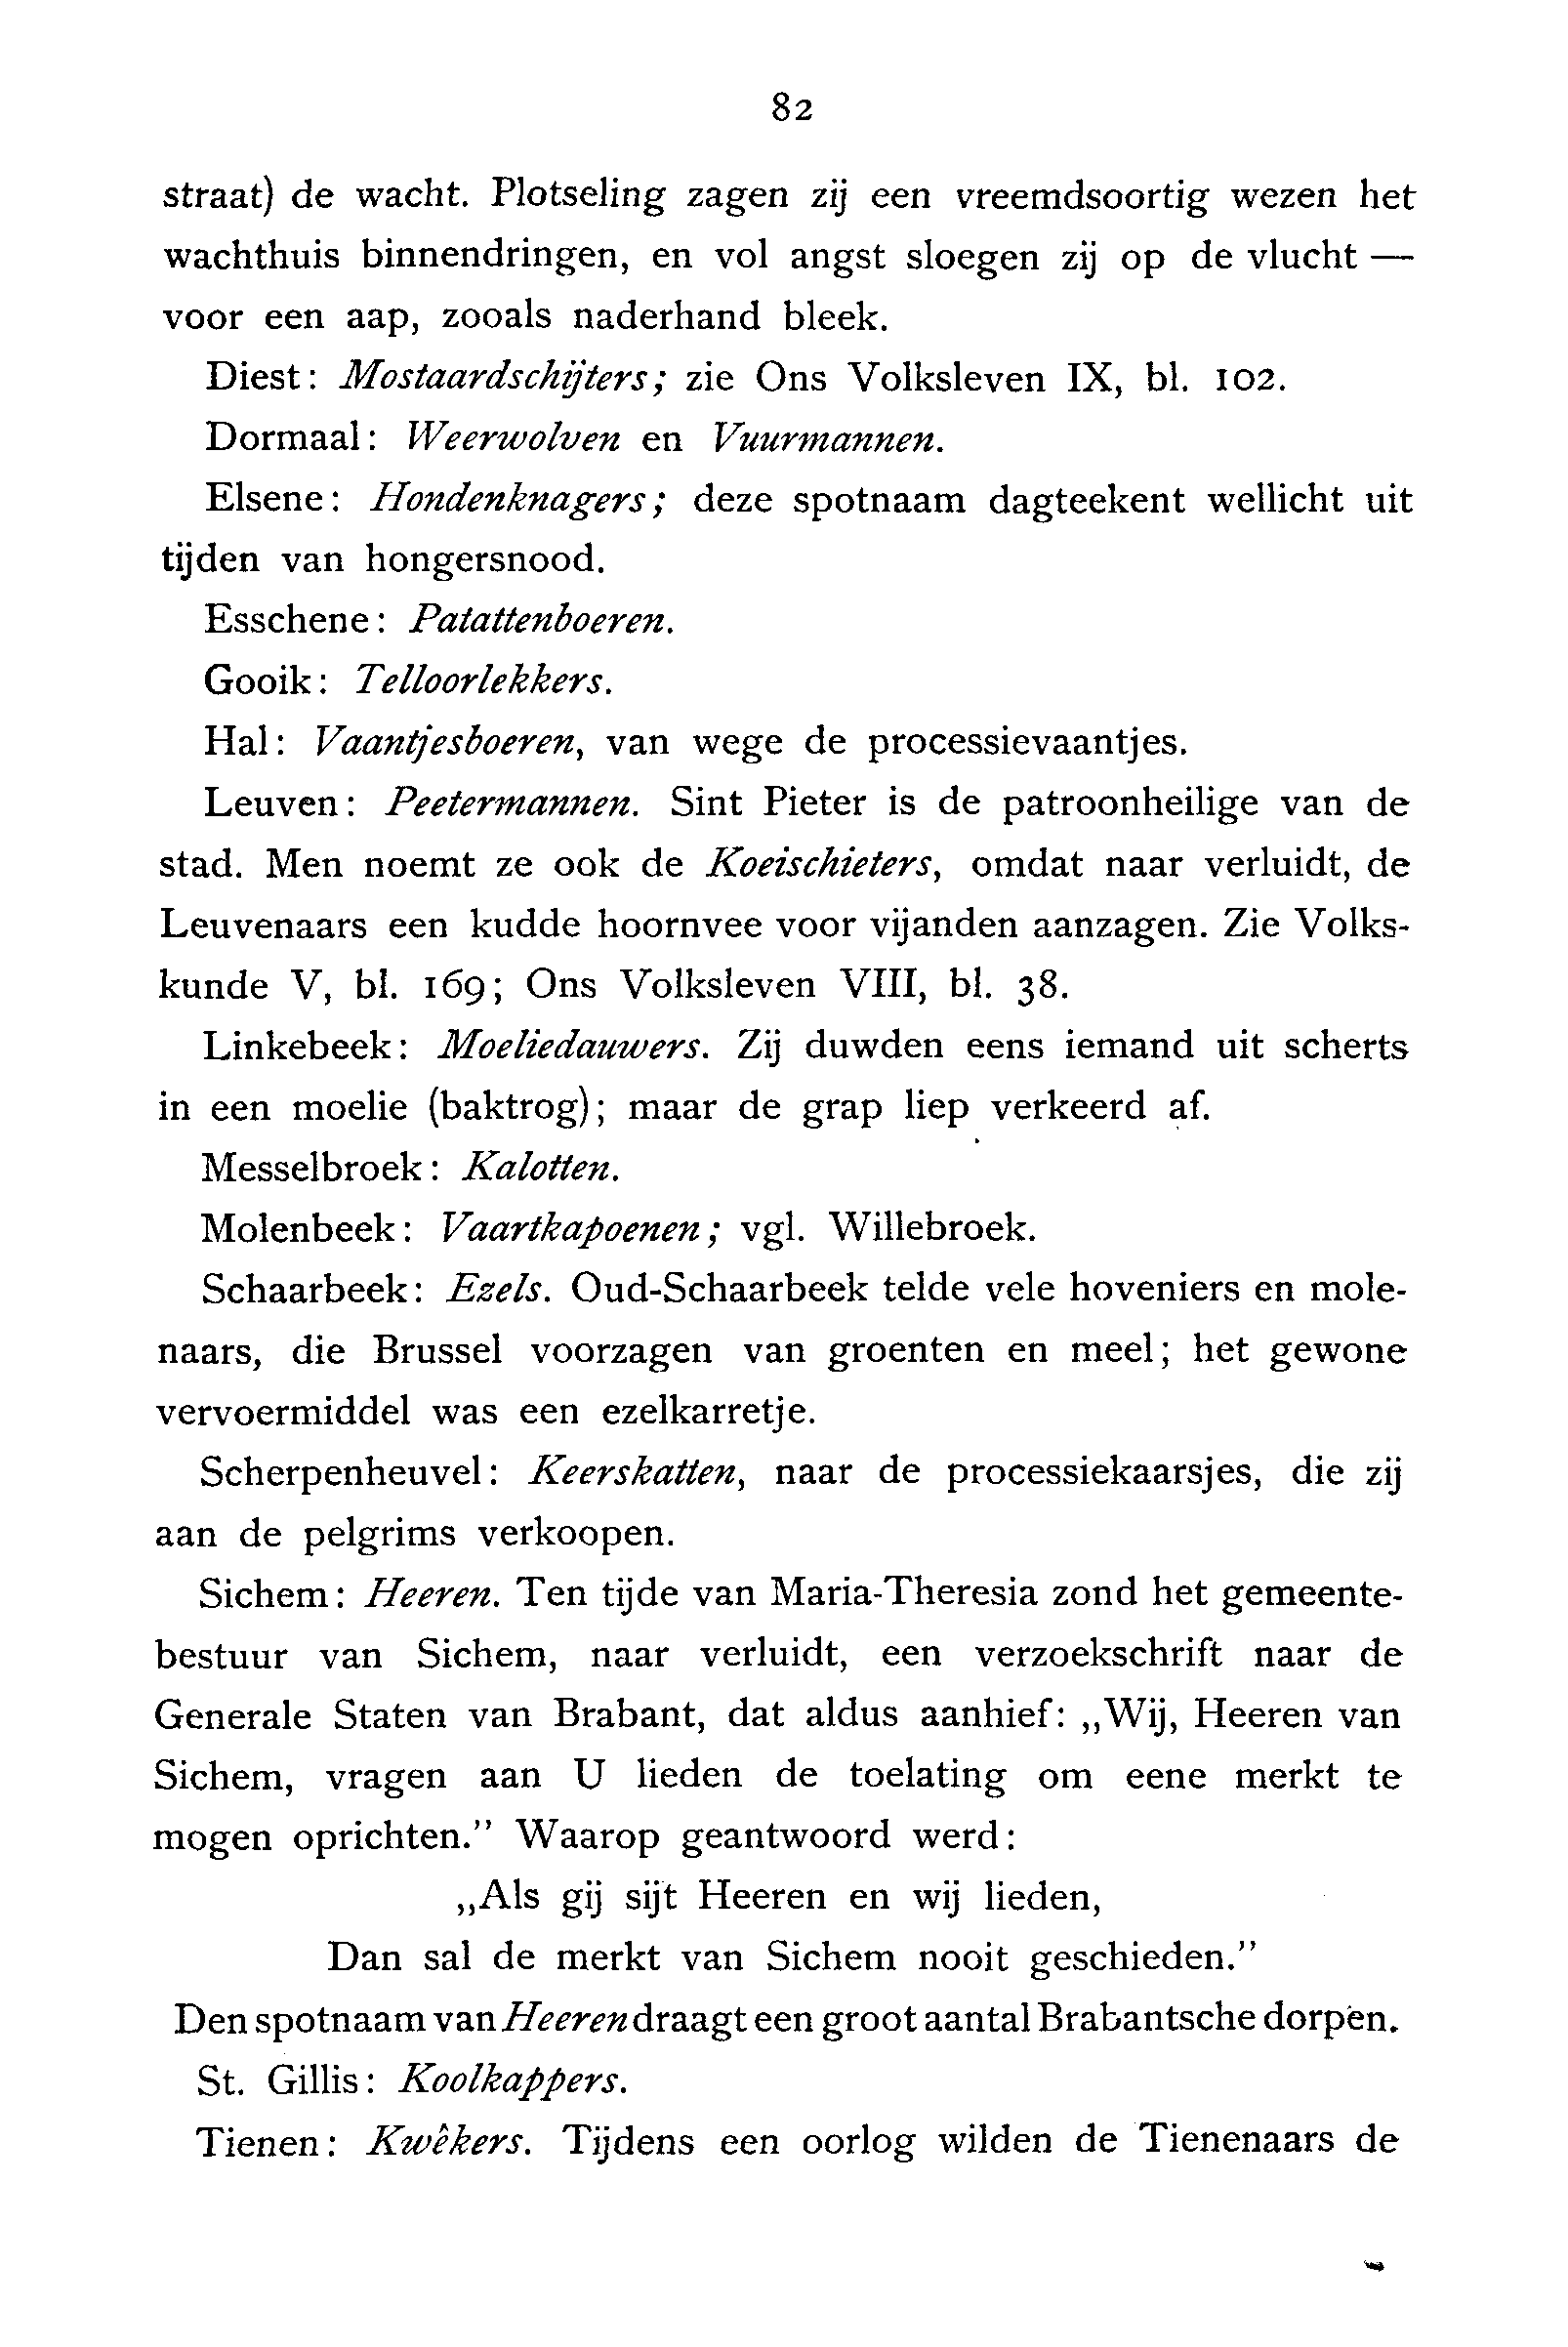 82
straat) de wacht. Plotseling zagen zij een vreemdsoortig wezen het
wachthuis binnendringen, en vol angst sloegen zij op de vlucht —
voor een aap, zooals naderhand bleek.
Diest: Mostaardschijters; zie Ons Volksleven IX, bl. 102.
Dormaal: Weerwolven en Vuurmannen.
Elsene: Hondenknagers; deze spotnaam dagteekent wellicht uit
tijden van hongersnood.
Esschene: Patattenboeren.
Gooik: Telloorlekkers.
Hal: Vaantjesboeren, van wege de processievaantjes.
Leuven: Peetermannen. Sint Pieter is de patroonheilige van de
stad. Men noemt ze ook de Koeischieters, omdat naar verluidt, de
Leuvenaars een kudde hoornvee voor vijanden aanzagen. Zie Volks-
kunde V, bl. 169; Ons Volksleven VIII, bl. 38.
Linkebeek: Moeliedauwers. Zij duwden eens iemand uit scherts
in een moelie (baktrog); maar de grap liep verkeerd af.
Messelbroek: Kalotten.
Molenbeek: Vaartkapoenen; vgl. Willebroek.
Schaarbeek: Ezels. Oud-Schaarbeek telde vele hoveniers en mole-
naars, die Brussel voorzagen van groenten en meel; het gewone
vervoermiddel was een ezelkarretje.
Scherpenheuvel: Keerskatten, naar de processiekaarsjes, die zij
aan de pelgrims verkoopen.
Sichem: Heeren. Ten tijde van Maria-Theresia zond het gemeente-
bestuur van Sichem, naar verluidt, een verzoekschrift naar de
Generale Staten van Brabant, dat aldus aanhief: „Wij, Heeren van
Sichem, vragen aan U lieden de toelating om eene merkt te
mogen oprichten.” Waarop geantwoord werd:
„Als gij sijt Heeren en wij lieden,
Dan sal de merkt van Sichem nooit geschieden.”
Den spotnaam van Heeren draagt een groot aantal Brabantsche dorpen.
St. Gillis: Koolkappers.
Tienen: Kwêkers. Tijdens een oorlog wilden de Tienenaars de